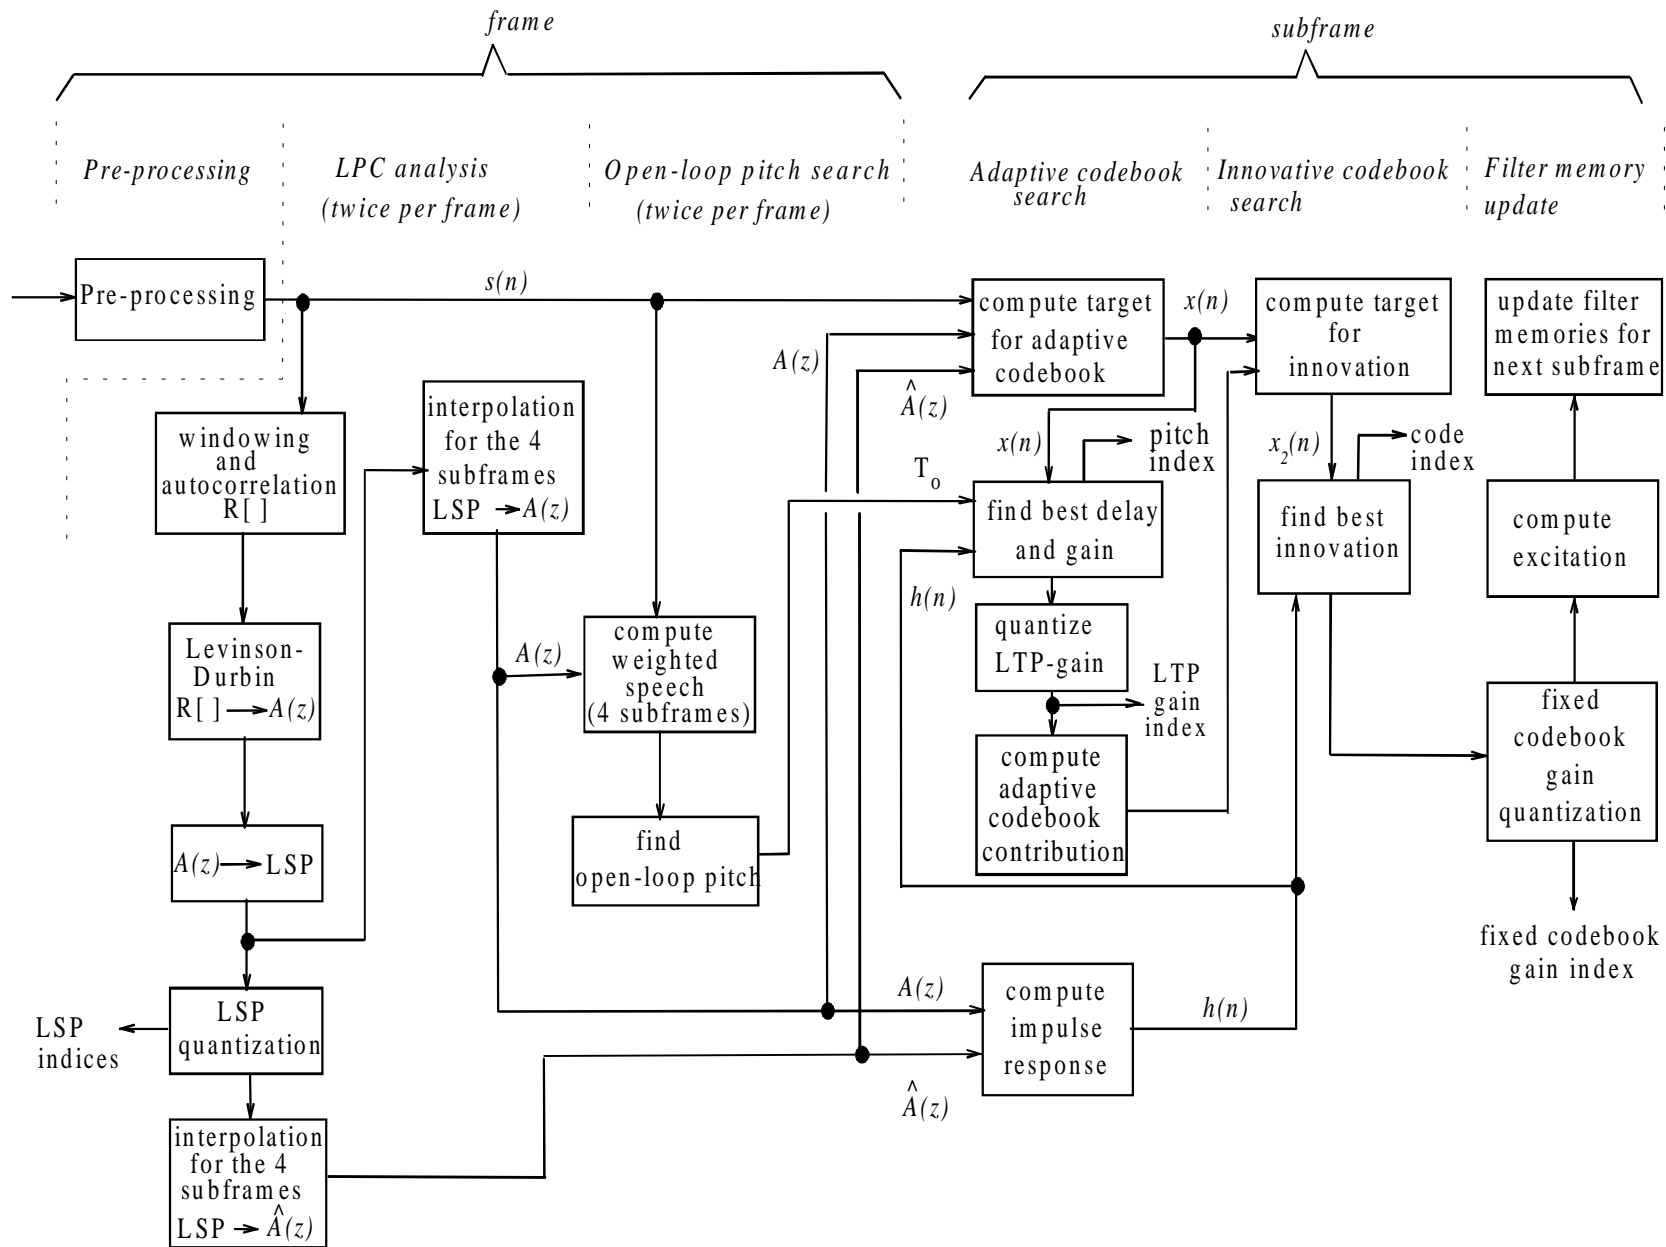 frame
subframe
Pre-processing
LPC analysis
(twice per frame)
Open-loop pitch search
(twice per frame)
Adaptive codebook
search
Innovative codebook
search
Filter memory
update
Pre-processing
s(n)
windowing
and
autocorrelation
R[ ]
Levinson-
Durbin
R[ ] → A(z)
A(z) → LSP
LSP
quantization
LSP
indices
interpolation
for the 4
subframes
LSP → Â(z)
interpolation
for the 4
subframes
LSP → A(z)
A(z)
compute
weighted
speech
(4 subframes)
find
open-loop pitch
A(z)
Â(z)
T₀
h(n)
compute target
for adaptive
codebook
x(n)
x(n)
pitch
index
find best delay
and gain
quantize
LTP-gain
LTP
gain
index
compute
adaptive
codebook
contribution
A(z)
Â(z)
compute
impulse
response
h(n)
compute target
for
innovation
x₂(n)
code
index
find best
innovation
update filter
memories for
next subframe
compute
excitation
fixed
codebook
gain
quantization
fixed codebook
gain index